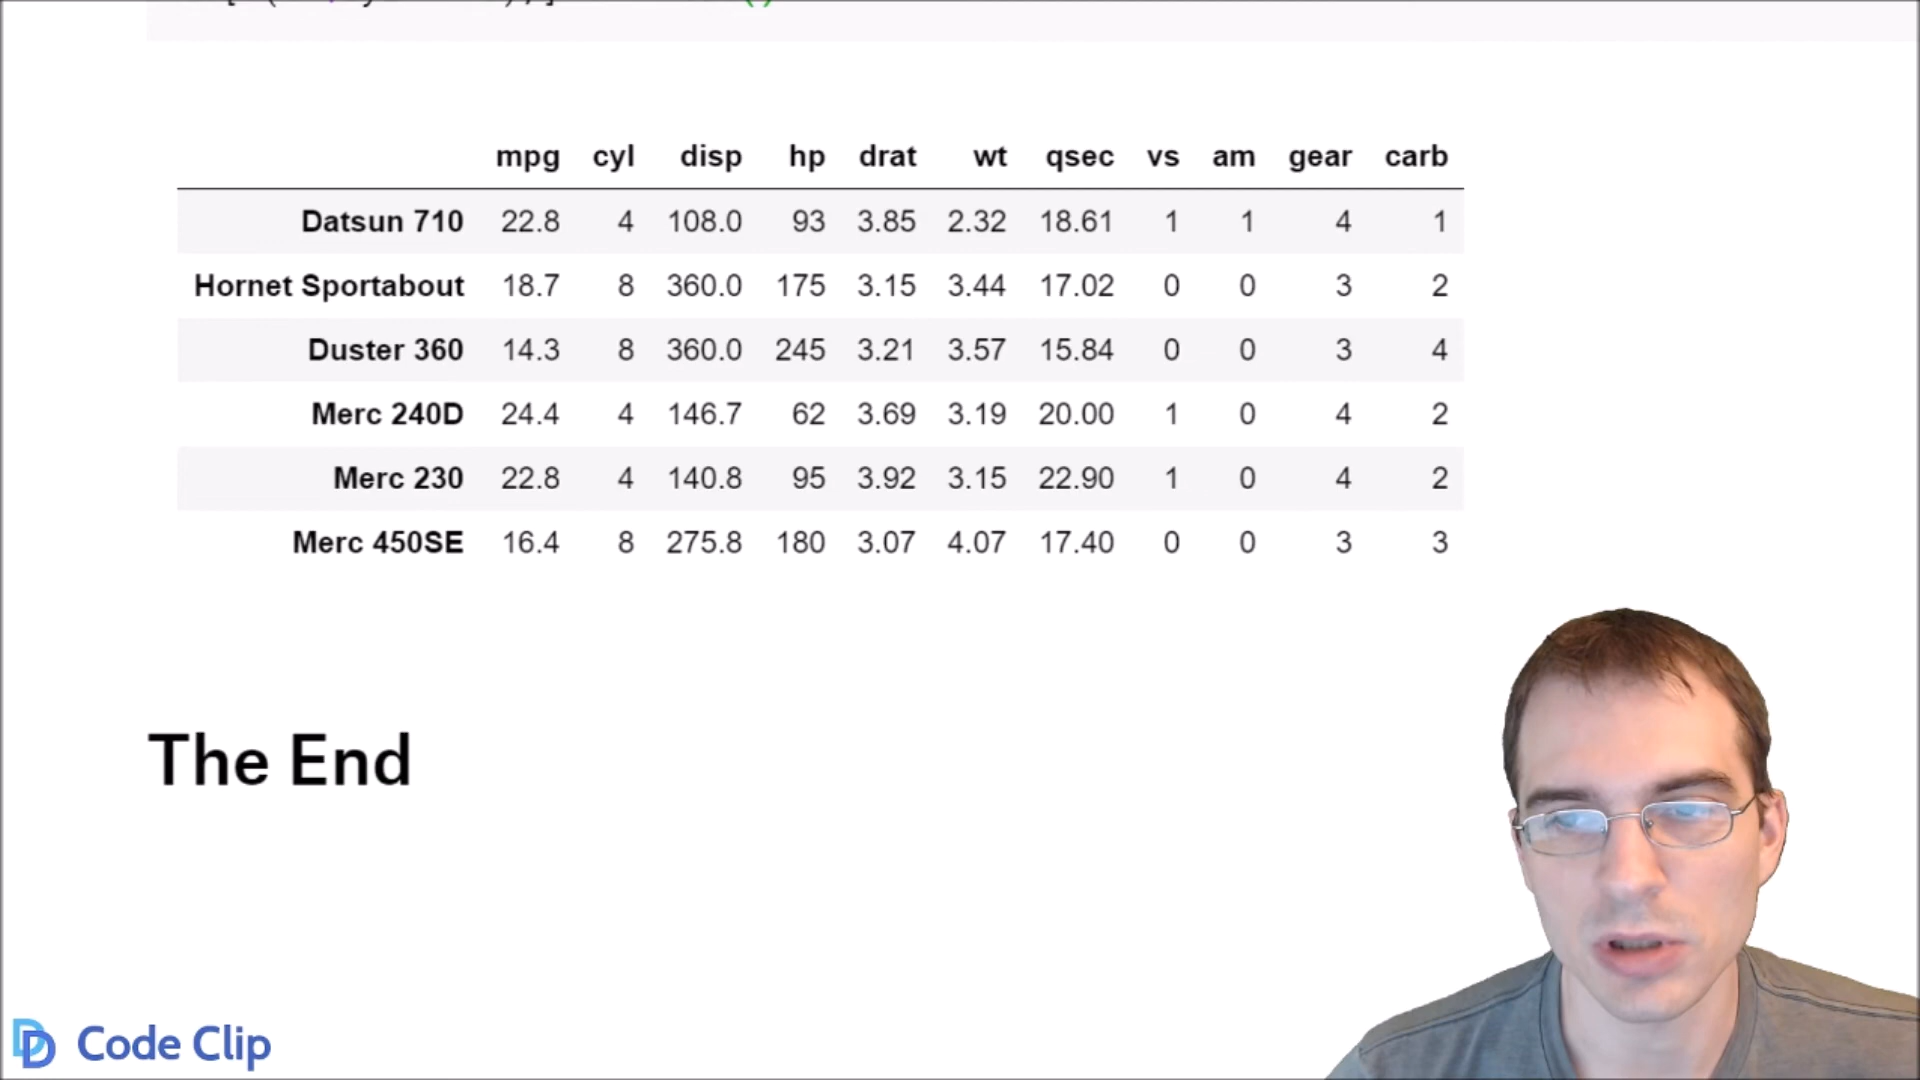 mpg cyl disp hp drat wt qsec vs am gear carb
Datsun 710 22.8 4 108.0 93 3.85 2.32 18.61 1 1 4 1
Hornet Sportabout 18.7 8 360.0 175 3.15 3.44 17.02 0 0 3 2
Duster 360 14.3 8 360.0 245 3.21 3.57 15.84 0 0 3 4
Merc 240D 24.4 4 146.7 62 3.69 3.19 20.00 1 0 4 2
Merc 230 22.8 4 140.8 95 3.92 3.15 22.90 1 0 4 2
Merc 450SE 16.4 8 275.8 180 3.07 4.07 17.40 0 0 3 3
The End
Code Clip